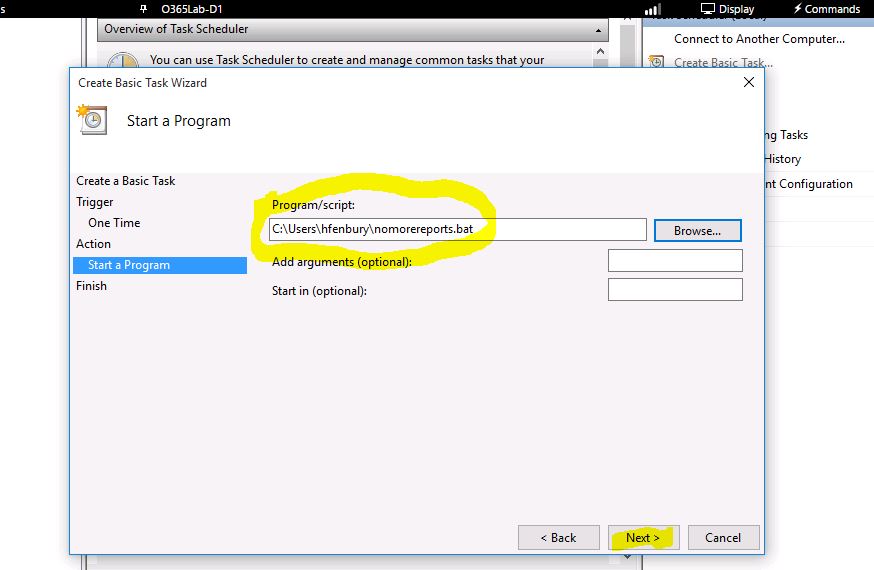 s
O365Lab-D1
Display
Commands
Overview of Task Scheduler
Connect to Another Computer...
You can use Task Scheduler to create and manage common tasks that your
Create Basic Task...
Create Basic Task Wizard
Start a Program
ng Tasks
History
nt Configuration
Create a Basic Task
Trigger
One Time
Action
Start a Program
Finish
Program/script:
C:\Users\hfenbury\nomorereports.bat
Browse...
Add arguments (optional):
Start in (optional):
< Back
Next >
Cancel